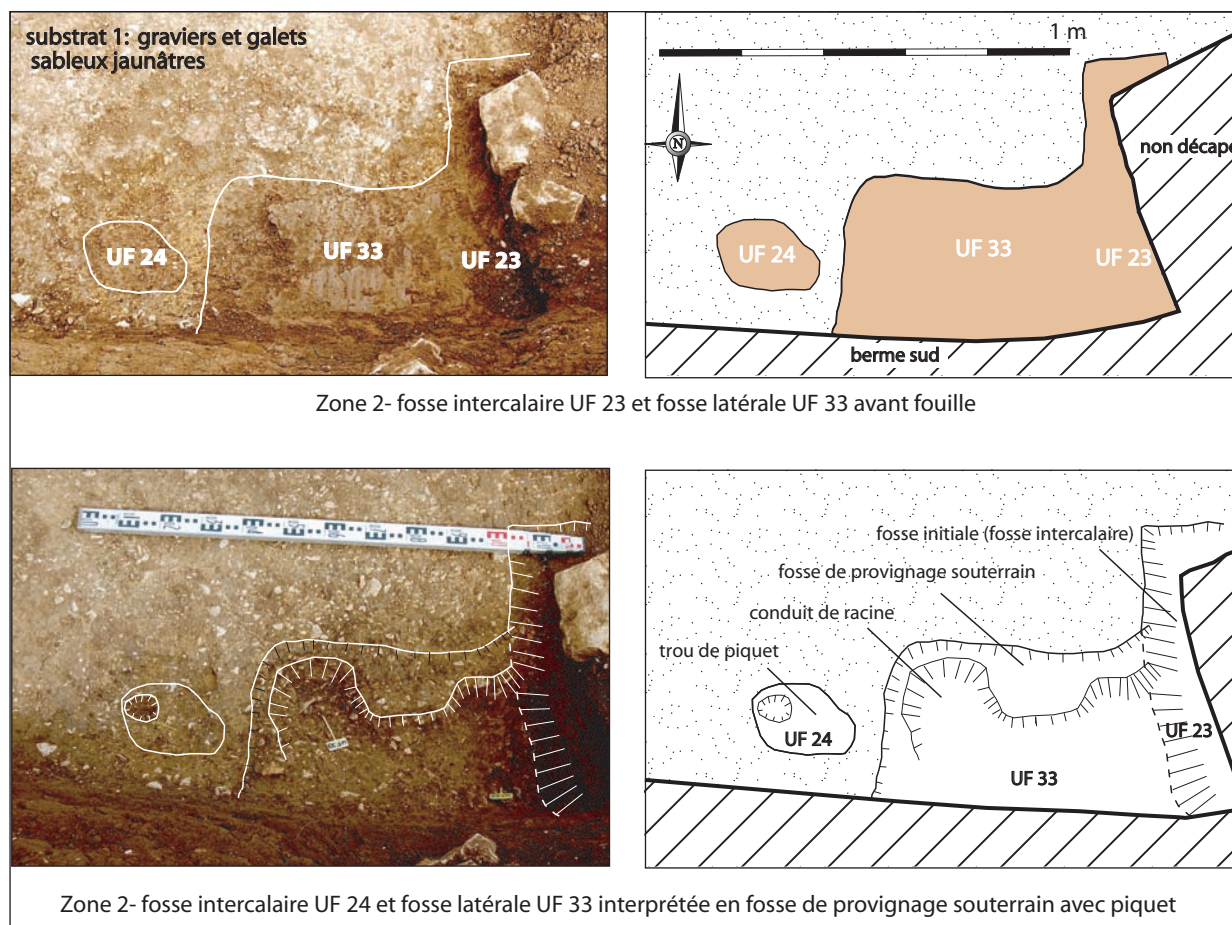 substrat 1: graviers et galets
sableux jaunâtres
UF 24
UF 33
UF 23
1 m
N
non décapé
UF 24
UF 33
UF 23
berme sud
Zone 2- fosse intercalaire UF 23 et fosse latérale UF 33 avant fouille
fosse initiale (fosse intercalaire)
fosse de provignage souterrain
conduit de racine
trou de piquet
UF 24
UF 23
UF 33
Zone 2- fosse intercalaire UF 24 et fosse latérale UF 33 interprétée en fosse de provignage souterrain avec piquet